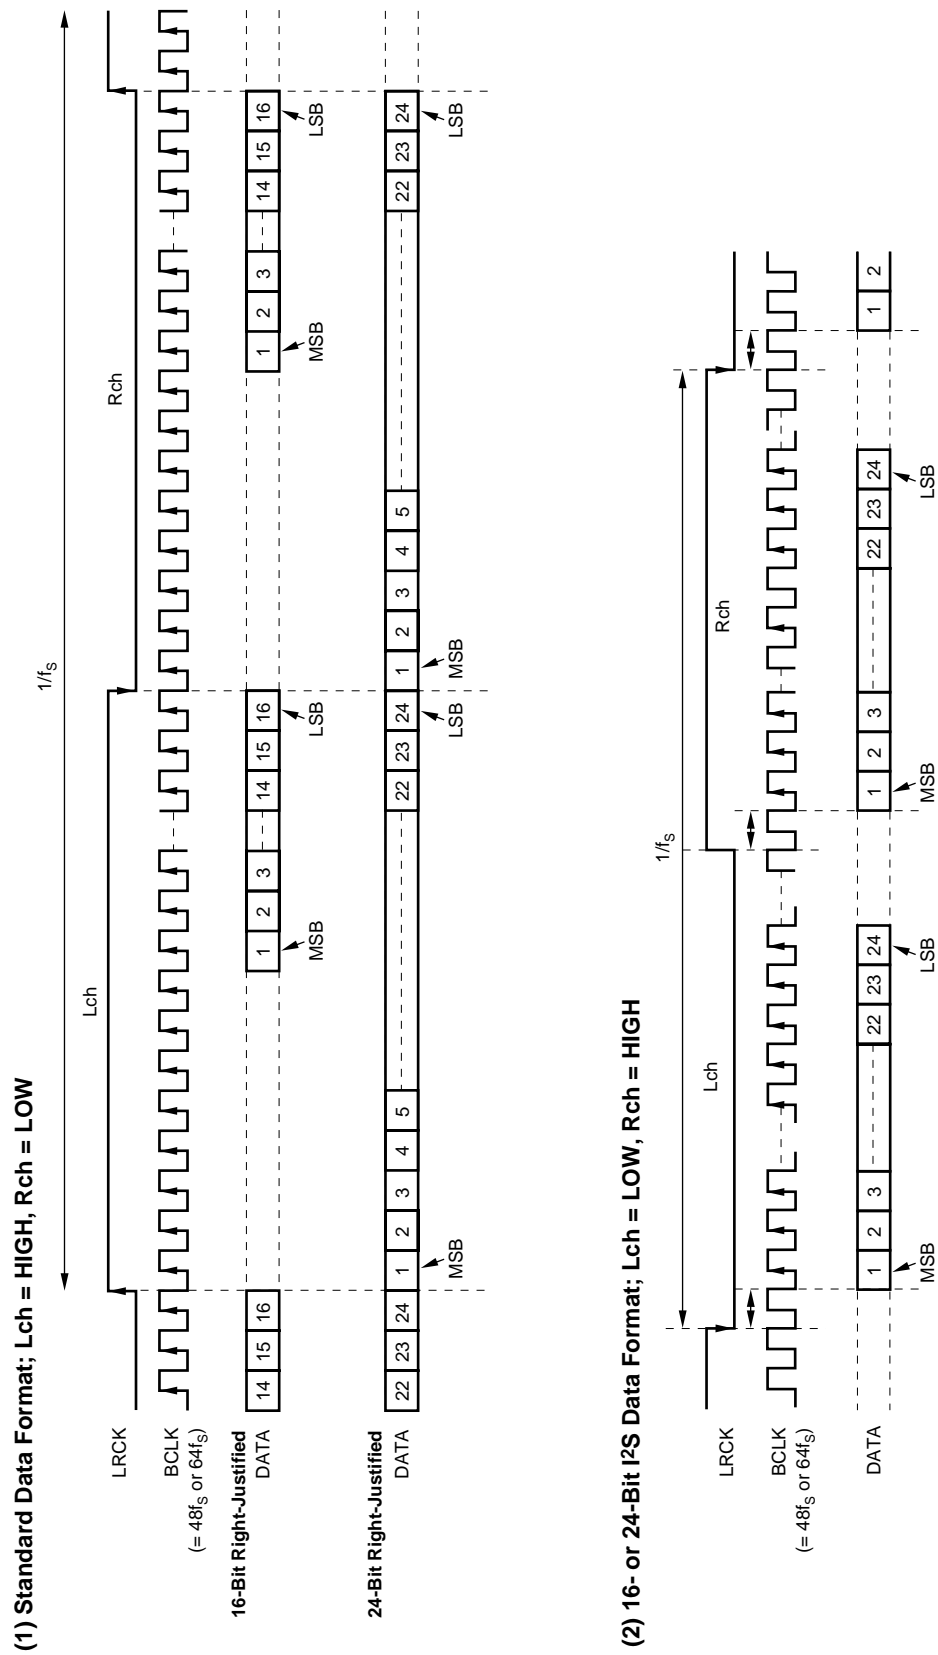 (1) Standard Data Format; Lch = HIGH, Rch = LOW
1/fS
Lch Rch
LRCK
BCLK
(= 48fS or 64fS)
16-Bit Right-Justified
DATA 14 15 16 1 2 3 14 15 16 1 2 3 14 15 16
MSB LSB MSB LSB
24-Bit Right-Justified
DATA 22 23 24 1 2 3 4 5 22 23 24 1 2 3 4 5 22 23 24
MSB LSB MSB LSB
(2) 16- or 24-Bit I2S Data Format; Lch = LOW, Rch = HIGH
1/fS
Lch Rch
LRCK
BCLK
(= 48fS or 64fS)
DATA 1 2 3 22 23 24 1 2 3 22 23 24 1 2
MSB LSB MSB LSB